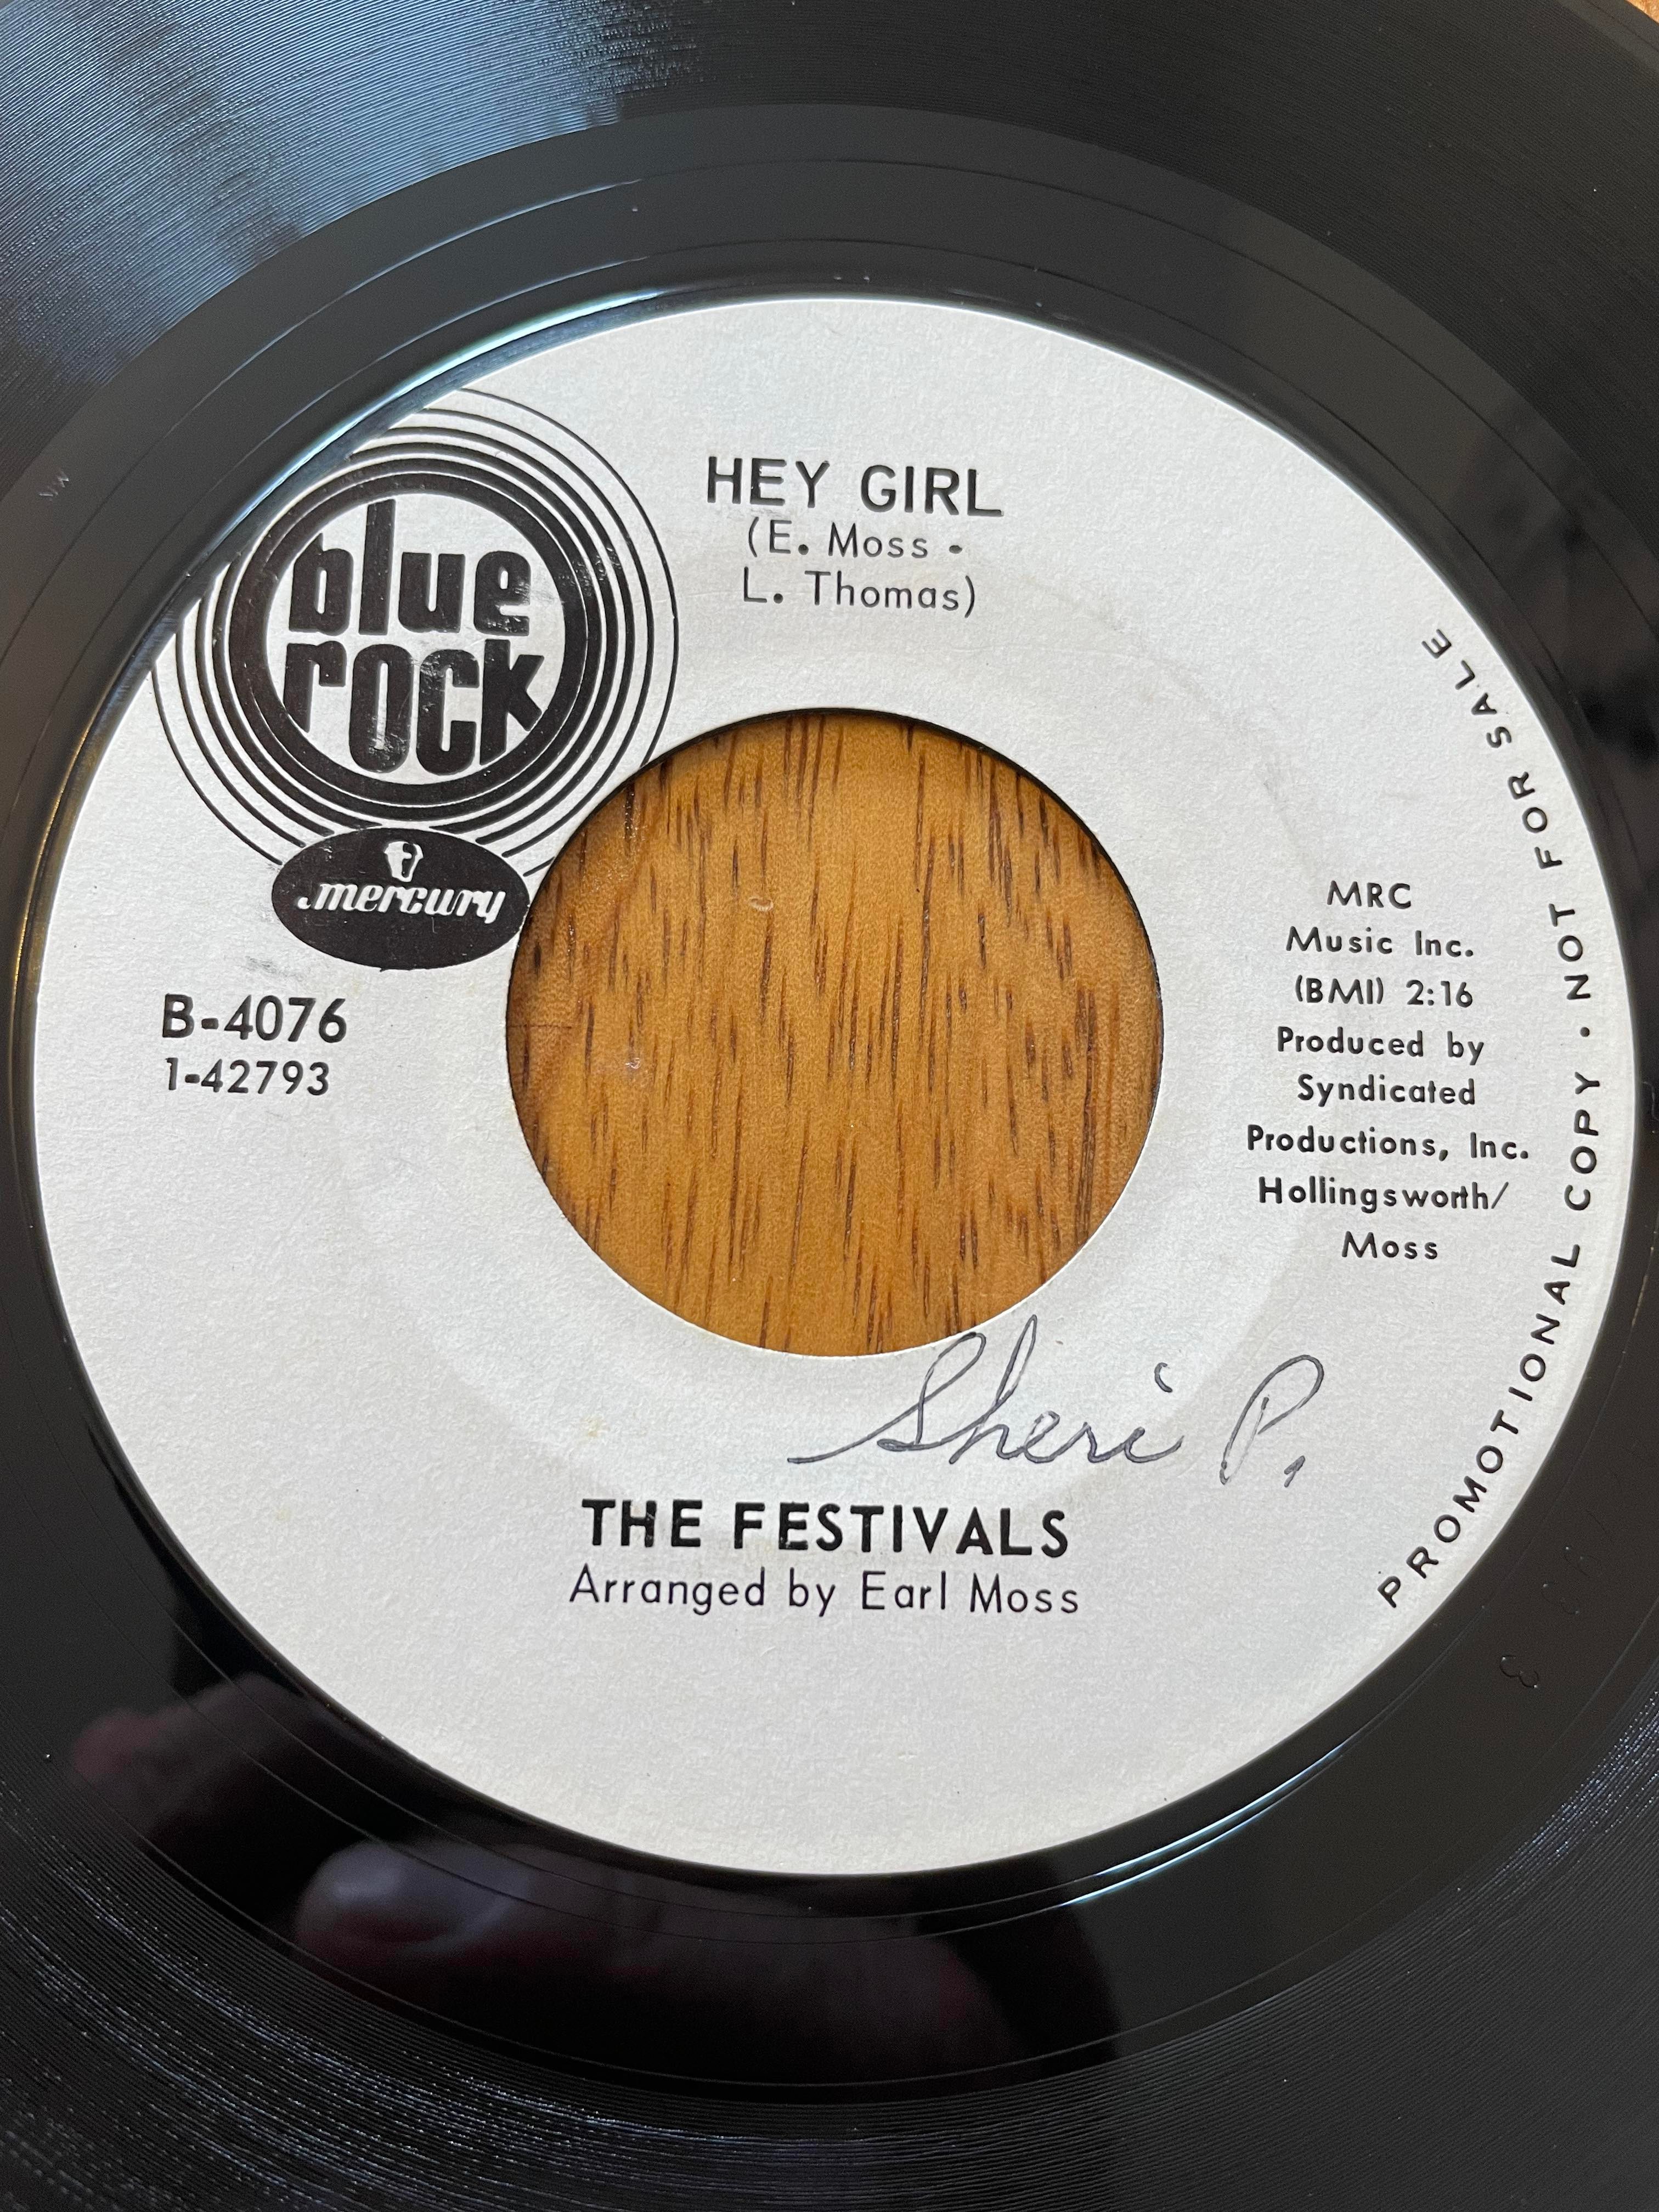 HEY GIRL
(E. Moss -
L. Thomas)
blue
rock
mercury
B-4076
1-42793
MRC
Music Inc.
(BMI) 2:16
Produced by
Syndicated
Productions, Inc.
Hollingsworth/
Moss
PROMOTIONAL COPY • NOT FOR SALE
Sheri P.
THE FESTIVALS
Arranged by Earl Moss